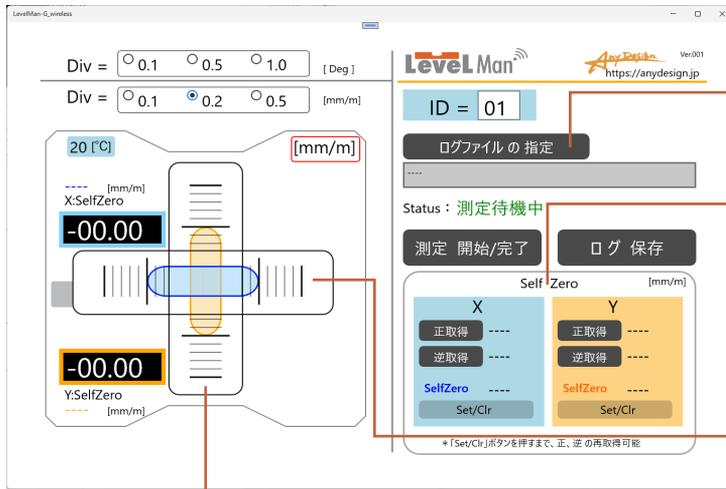 LevelMan-G_wireless
Div = 0.1 0.5 1.0 [ Deg ]
Div = 0.1 0.2 0.5 [mm/m]
20 [℃]
[mm/m]
---- [mm/m]
X:SelfZero
-00.00
-00.00
Y:SelfZero
---- [mm/m]
LeveL Man
AnyDesign
Ver.001
https://anydesign.jp
ID = 01
ログファイル の 指定
----
Status : 測定待機中
測定 開始/完了
ログ 保存
Self Zero [mm/m]
X
正取得 ----
逆取得 ----
SelfZero ----
Set/Clr
Y
正取得 ----
逆取得 ----
SelfZero ----
Set/Clr
*「Set/Clr」ボタンを押すまで、正、逆 の再取得可能